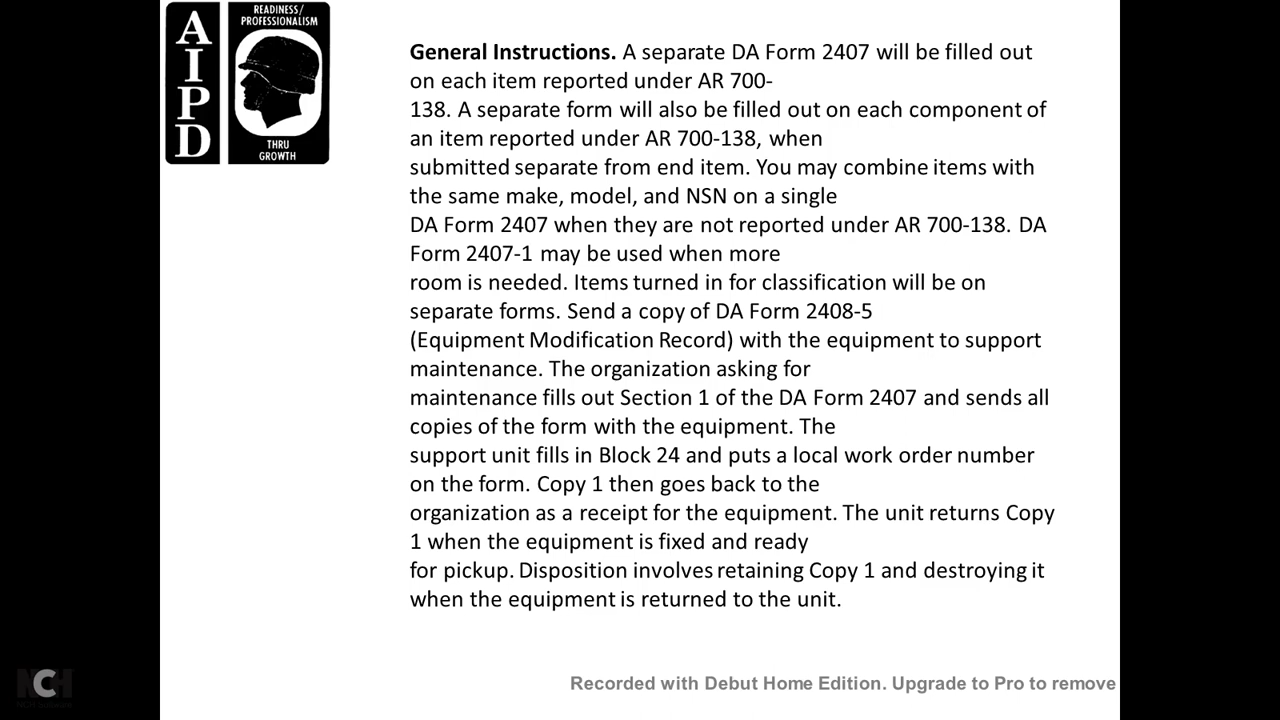 READINESS/
PROFESSIONALISM
AIPD
THRU
GROWTH
General Instructions. A separate DA Form 2407 will be filled out
on each item reported under AR 700-
138. A separate form will also be filled out on each component of
an item reported under AR 700-138, when
submitted separate from end item. You may combine items with
the same make, model, and NSN on a single
DA Form 2407 when they are not reported under AR 700-138. DA
Form 2407-1 may be used when more
room is needed. Items turned in for classification will be on
separate forms. Send a copy of DA Form 2408-5
(Equipment Modification Record) with the equipment to support
maintenance. The organization asking for
maintenance fills out Section 1 of the DA Form 2407 and sends all
copies of the form with the equipment. The
support unit fills in Block 24 and puts a local work order number
on the form. Copy 1 then goes back to the
organization as a receipt for the equipment. The unit returns Copy
1 when the equipment is fixed and ready
for pickup. Disposition involves retaining Copy 1 and destroying it
when the equipment is returned to the unit.
NCH
Recorded with Debut Home Edition. Upgrade to Pro to remove